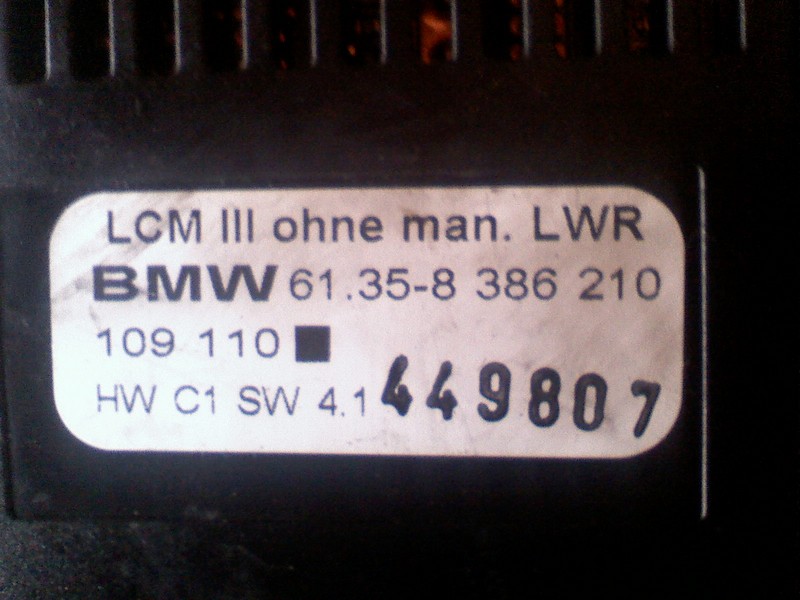 LCM III ohne man. LWR
BMW 61.35-8 386 210
109 110
HW C1 SW 4.1 449807